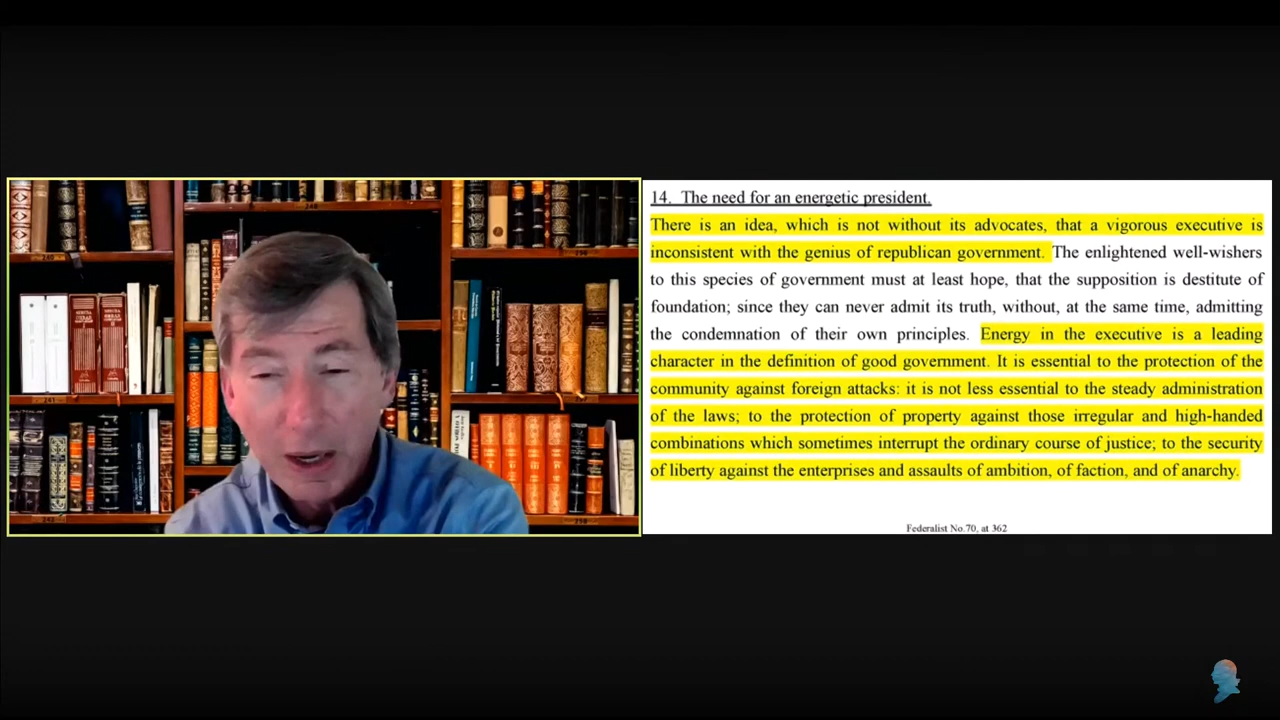 14. The need for an energetic president.
There is an idea, which is not without its advocates, that a vigorous executive is
inconsistent with the genius of republican government. The enlightened well-wishers
to this species of government must at least hope, that the supposition is destitute of
foundation; since they can never admit its truth, without, at the same time, admitting
the condemnation of their own principles. Energy in the executive is a leading
character in the definition of good government. It is essential to the protection of the
community against foreign attacks: it is not less essential to the steady administration
of the laws; to the protection of property against those irregular and high-handed
combinations which sometimes interrupt the ordinary course of justice; to the security
of liberty against the enterprises and assaults of ambition, of faction, and of anarchy.
Federalist No.70, at 362